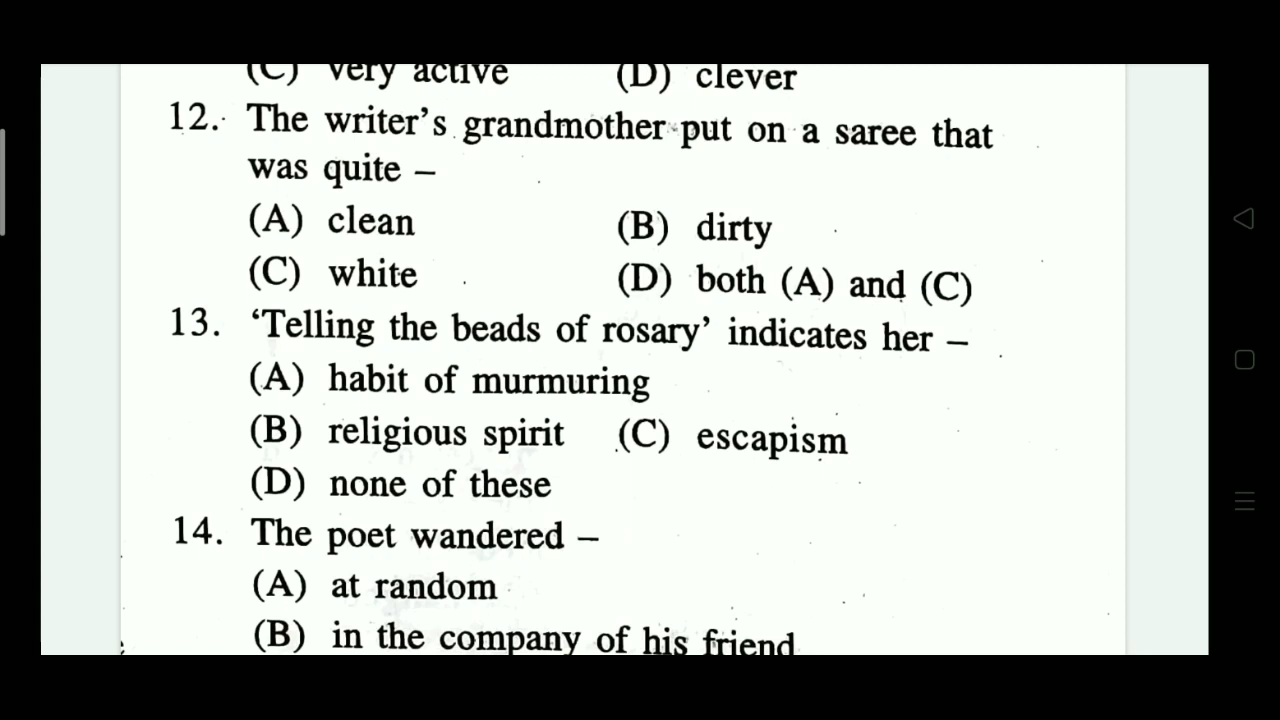 (C) very active (D) clever
12. The writer's grandmother put on a saree that
was quite –
(A) clean (B) dirty
(C) white (D) both (A) and (C)
13. 'Telling the beads of rosary' indicates her –
(A) habit of murmuring
(B) religious spirit (C) escapism
(D) none of these
14. The poet wandered –
(A) at random
(B) in the company of his friend